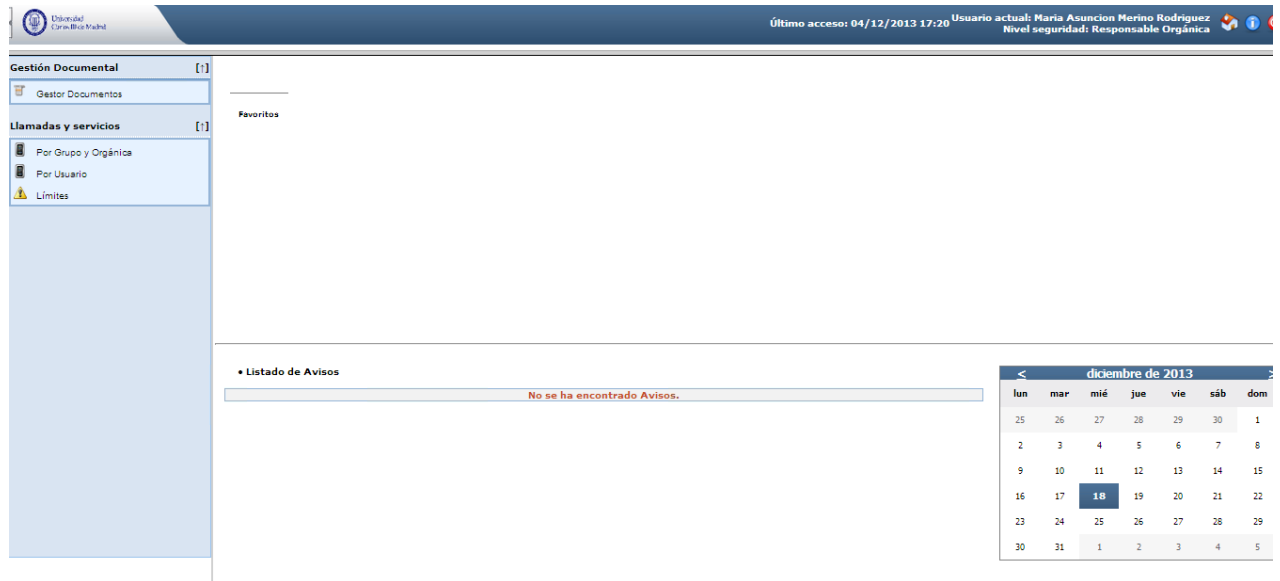 Universidad
Carlos III de Madrid
Último acceso: 04/12/2013 17:20
Usuario actual: Maria Asuncion Merino Rodriguez
Nivel seguridad: Responsable Orgánica
Gestión Documental [↑]
Gestor Documentos
Llamadas y servicios [↑]
Por Grupo y Orgánica
Por Usuario
Límites
Favoritos
• Listado de Avisos
No se ha encontrado Avisos.
< diciembre de 2013 >
lun mar mié jue vie sáb dom
25 26 27 28 29 30 1
2 3 4 5 6 7 8
9 10 11 12 13 14 15
16 17 18 19 20 21 22
23 24 25 26 27 28 29
30 31 1 2 3 4 5